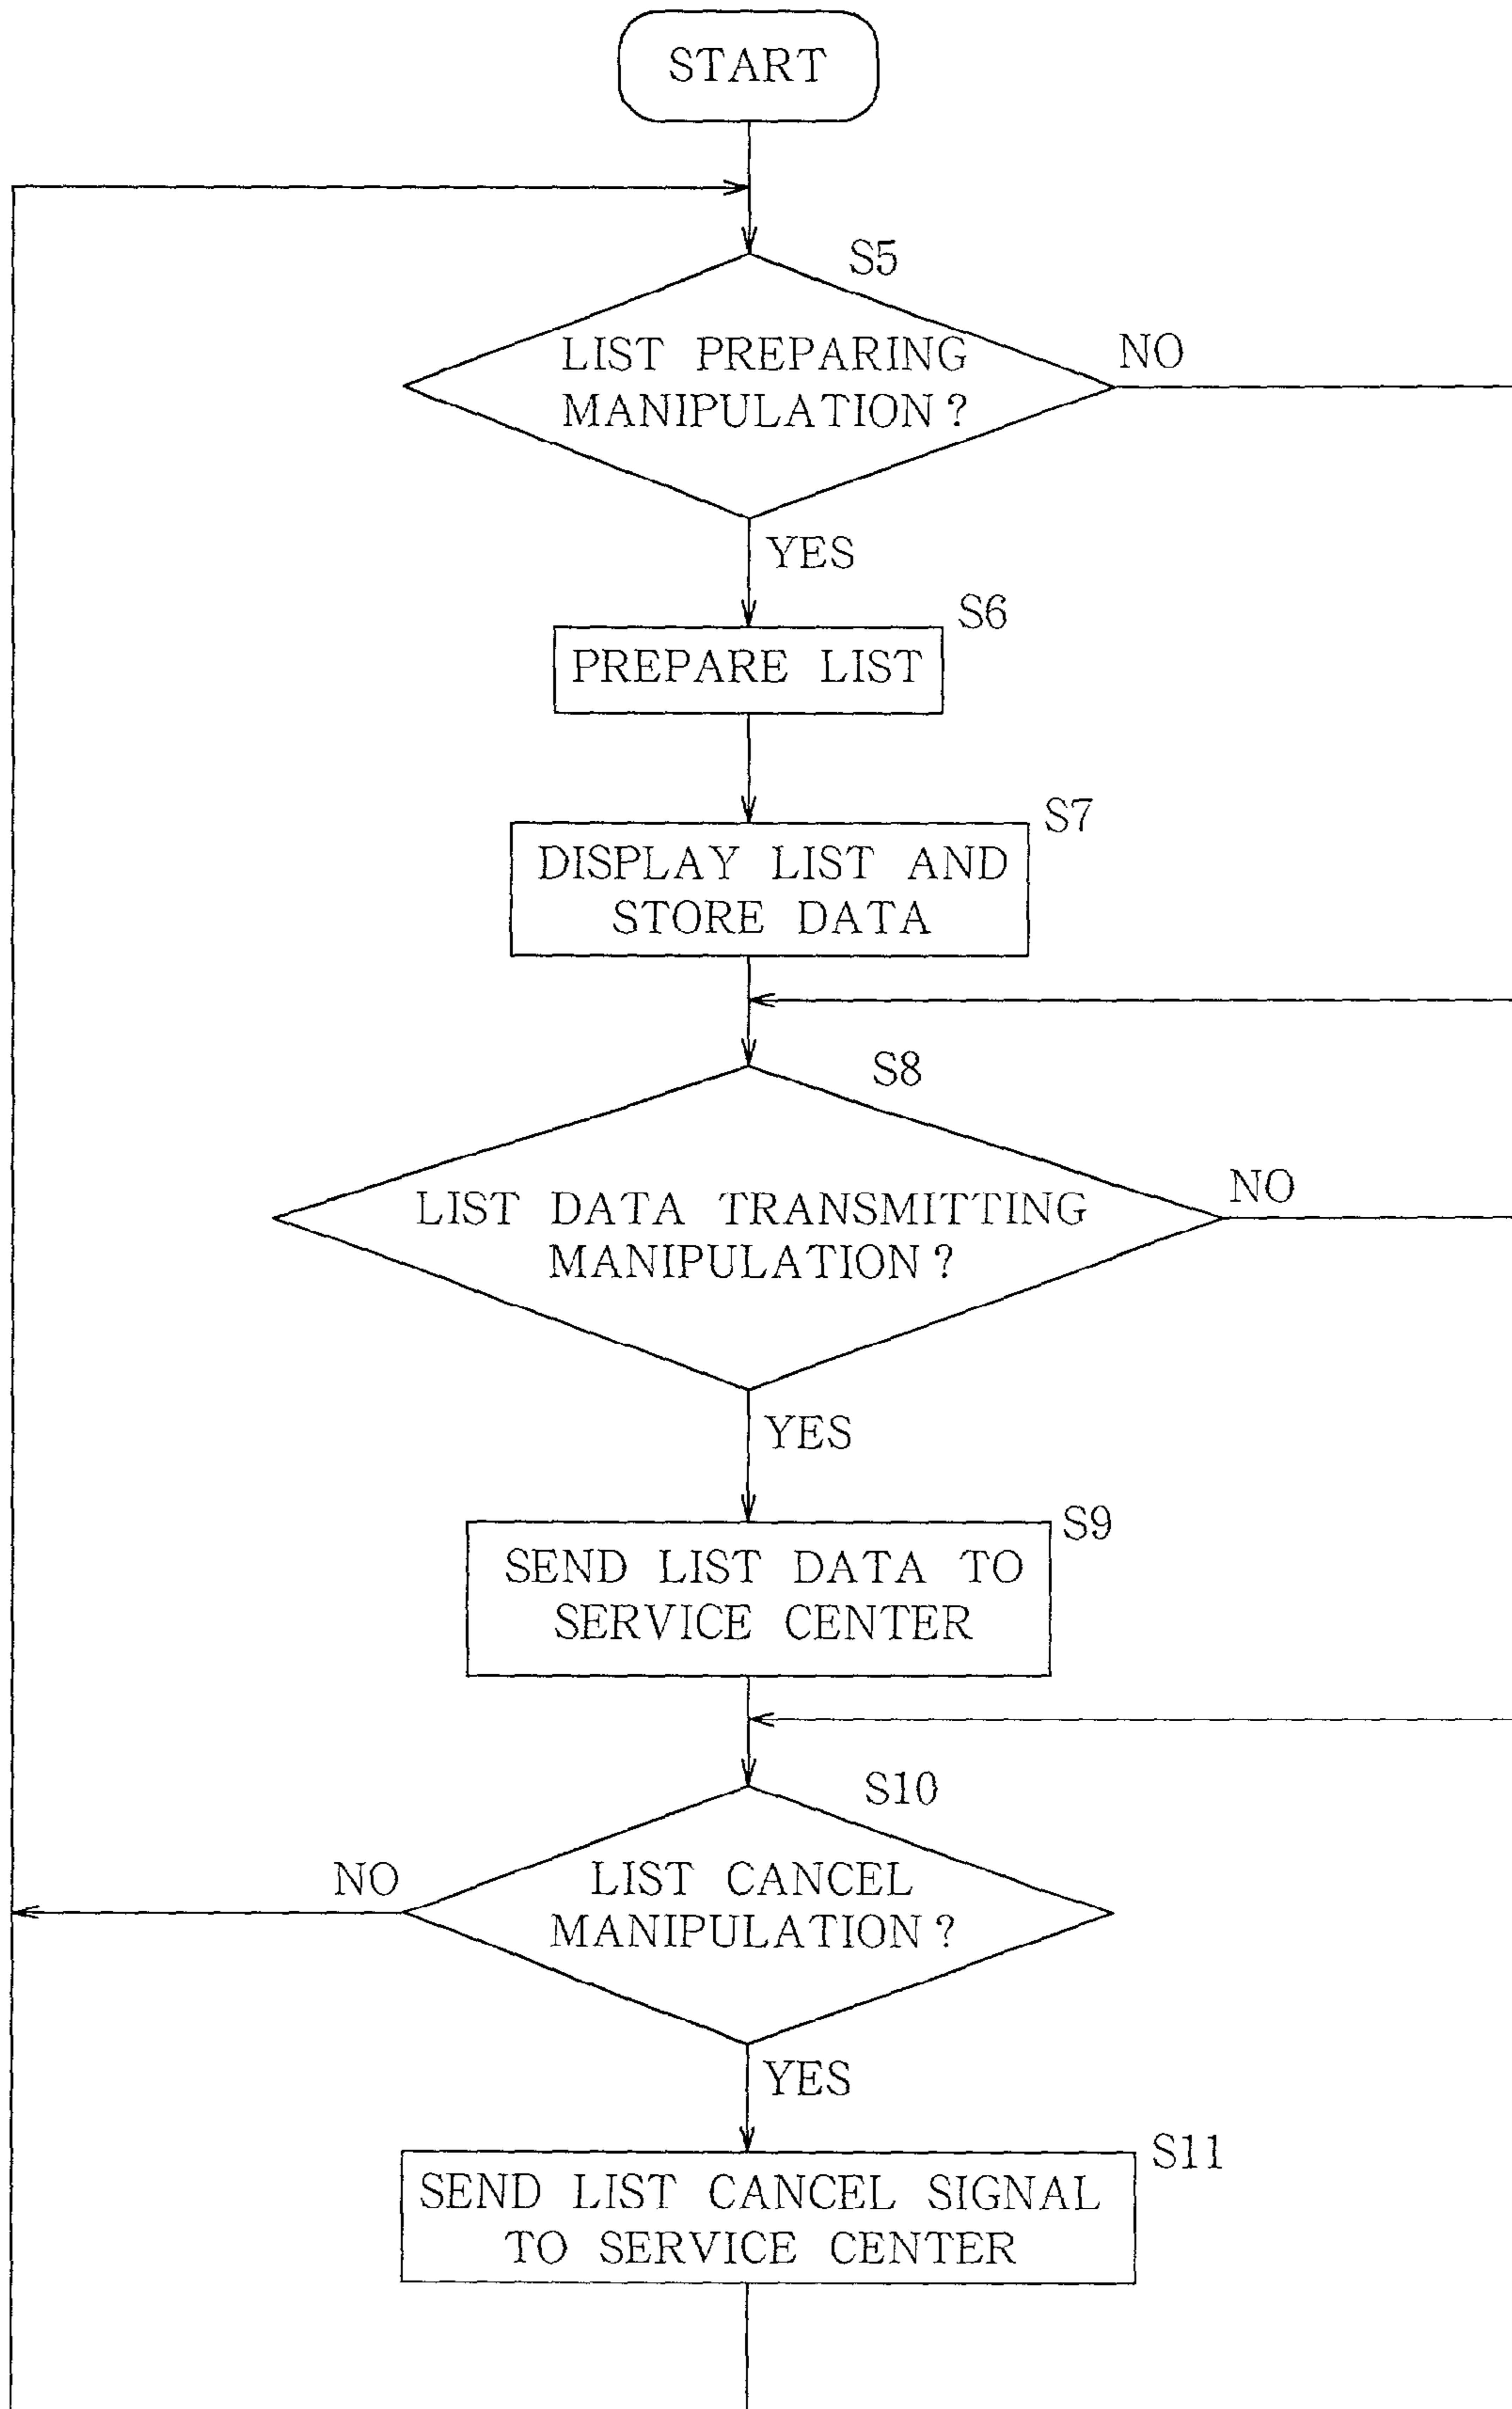 START
S5
LIST PREPARING
MANIPULATION?
NO
YES
S6
PREPARE LIST
S7
DISPLAY LIST AND
STORE DATA
S8
LIST DATA TRANSMITTING
MANIPULATION?
NO
YES
S9
SEND LIST DATA TO
SERVICE CENTER
S10
NO
LIST CANCEL
MANIPULATION?
YES
S11
SEND LIST CANCEL SIGNAL
TO SERVICE CENTER